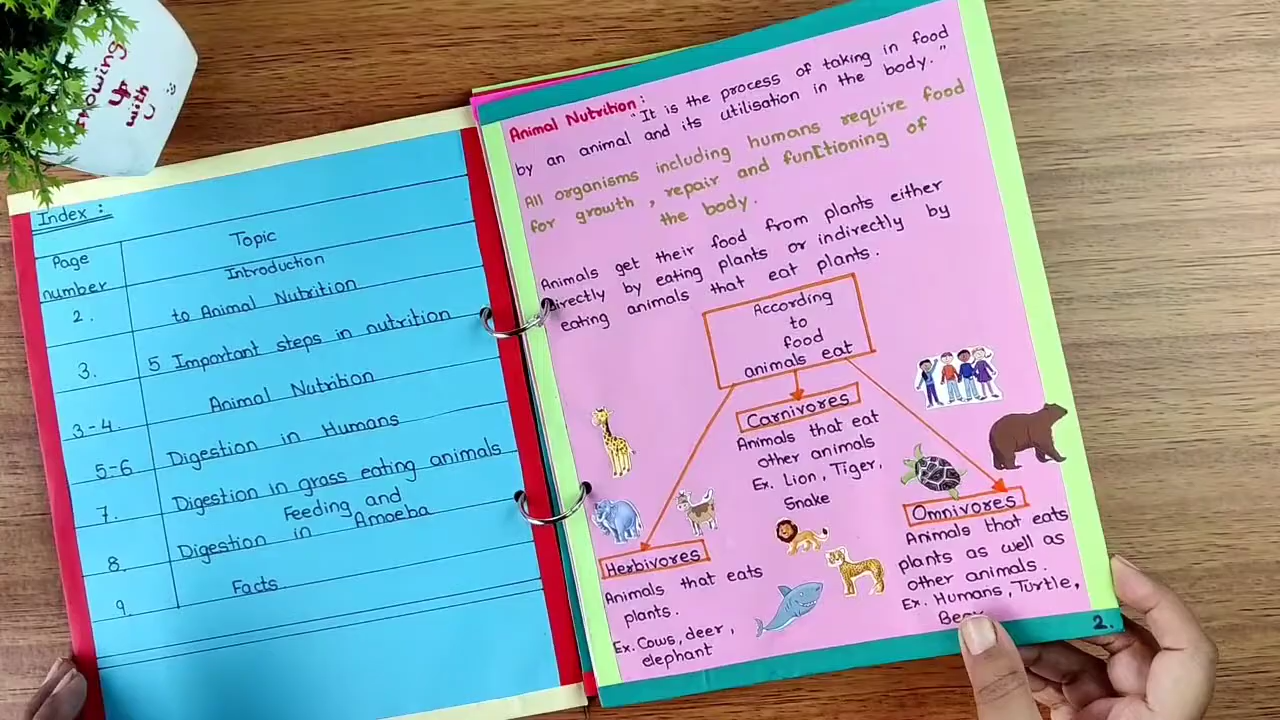 Growing
up
with
Index :
Page
number
Topic
2.
Introduction
to Animal Nutrition
3.
5 Important steps in nutrition
3-4.
Animal Nutrition
5-6
Digestion in Humans
7.
Digestion in grass eating animals
8.
Feeding and
Digestion in Amoeba
9
Facts
Animal Nutrition :
"It is the process of taking in food
by an animal and its utilisation in the body."
All organisms including humans require food
for growth , repair and functioning of
the body.
Animals get their food from plants either
directly by eating plants or indirectly by
eating animals that eat plants.
According
to
food
animals eat
Carnivores
Animals that eat
other animals
Ex. Lion, Tiger,
Snake
Herbivores
Animals that eats
plants.
Ex. Cows, deer,
elephant
Omnivores
Animals that eats
plants as well as
other animals.
Ex. Humans, Turtle,
Bear
2.